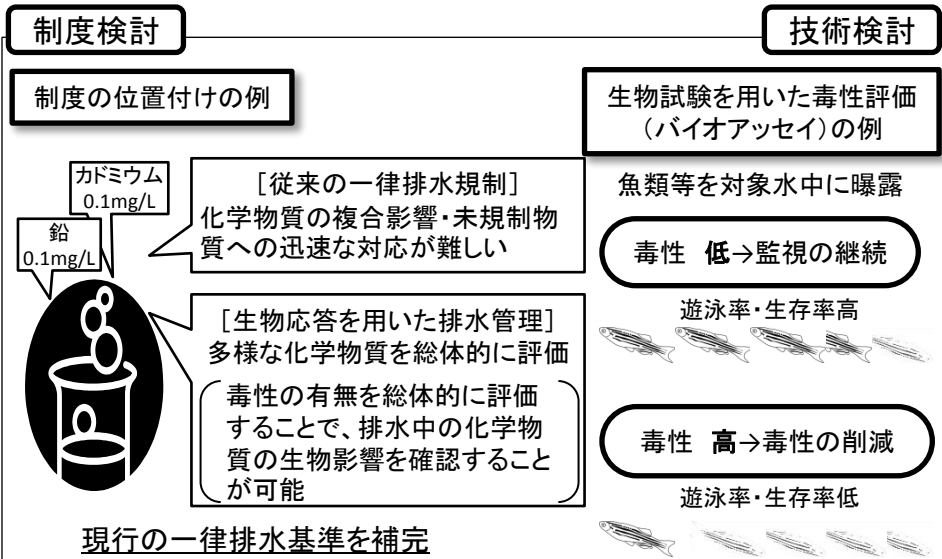 制度検討
技術検討
制度の位置付けの例
カドミウム
0.1mg/L
鉛
0.1mg/L
[従来の一律排水規制]
化学物質の複合影響・未規制物
質への迅速な対応が難しい
[生物応答を用いた排水管理]
多様な化学物質を総体的に評価
毒性の有無を総体的に評価
することで、排水中の化学物
質の生物影響を確認すること
が可能
現行の一律排水基準を補完
生物試験を用いた毒性評価
（バイオアッセイ）の例
魚類等を対象水中に曝露
毒性 低→監視の継続
遊泳率・生存率高
毒性 高→毒性の削減
遊泳率・生存率低